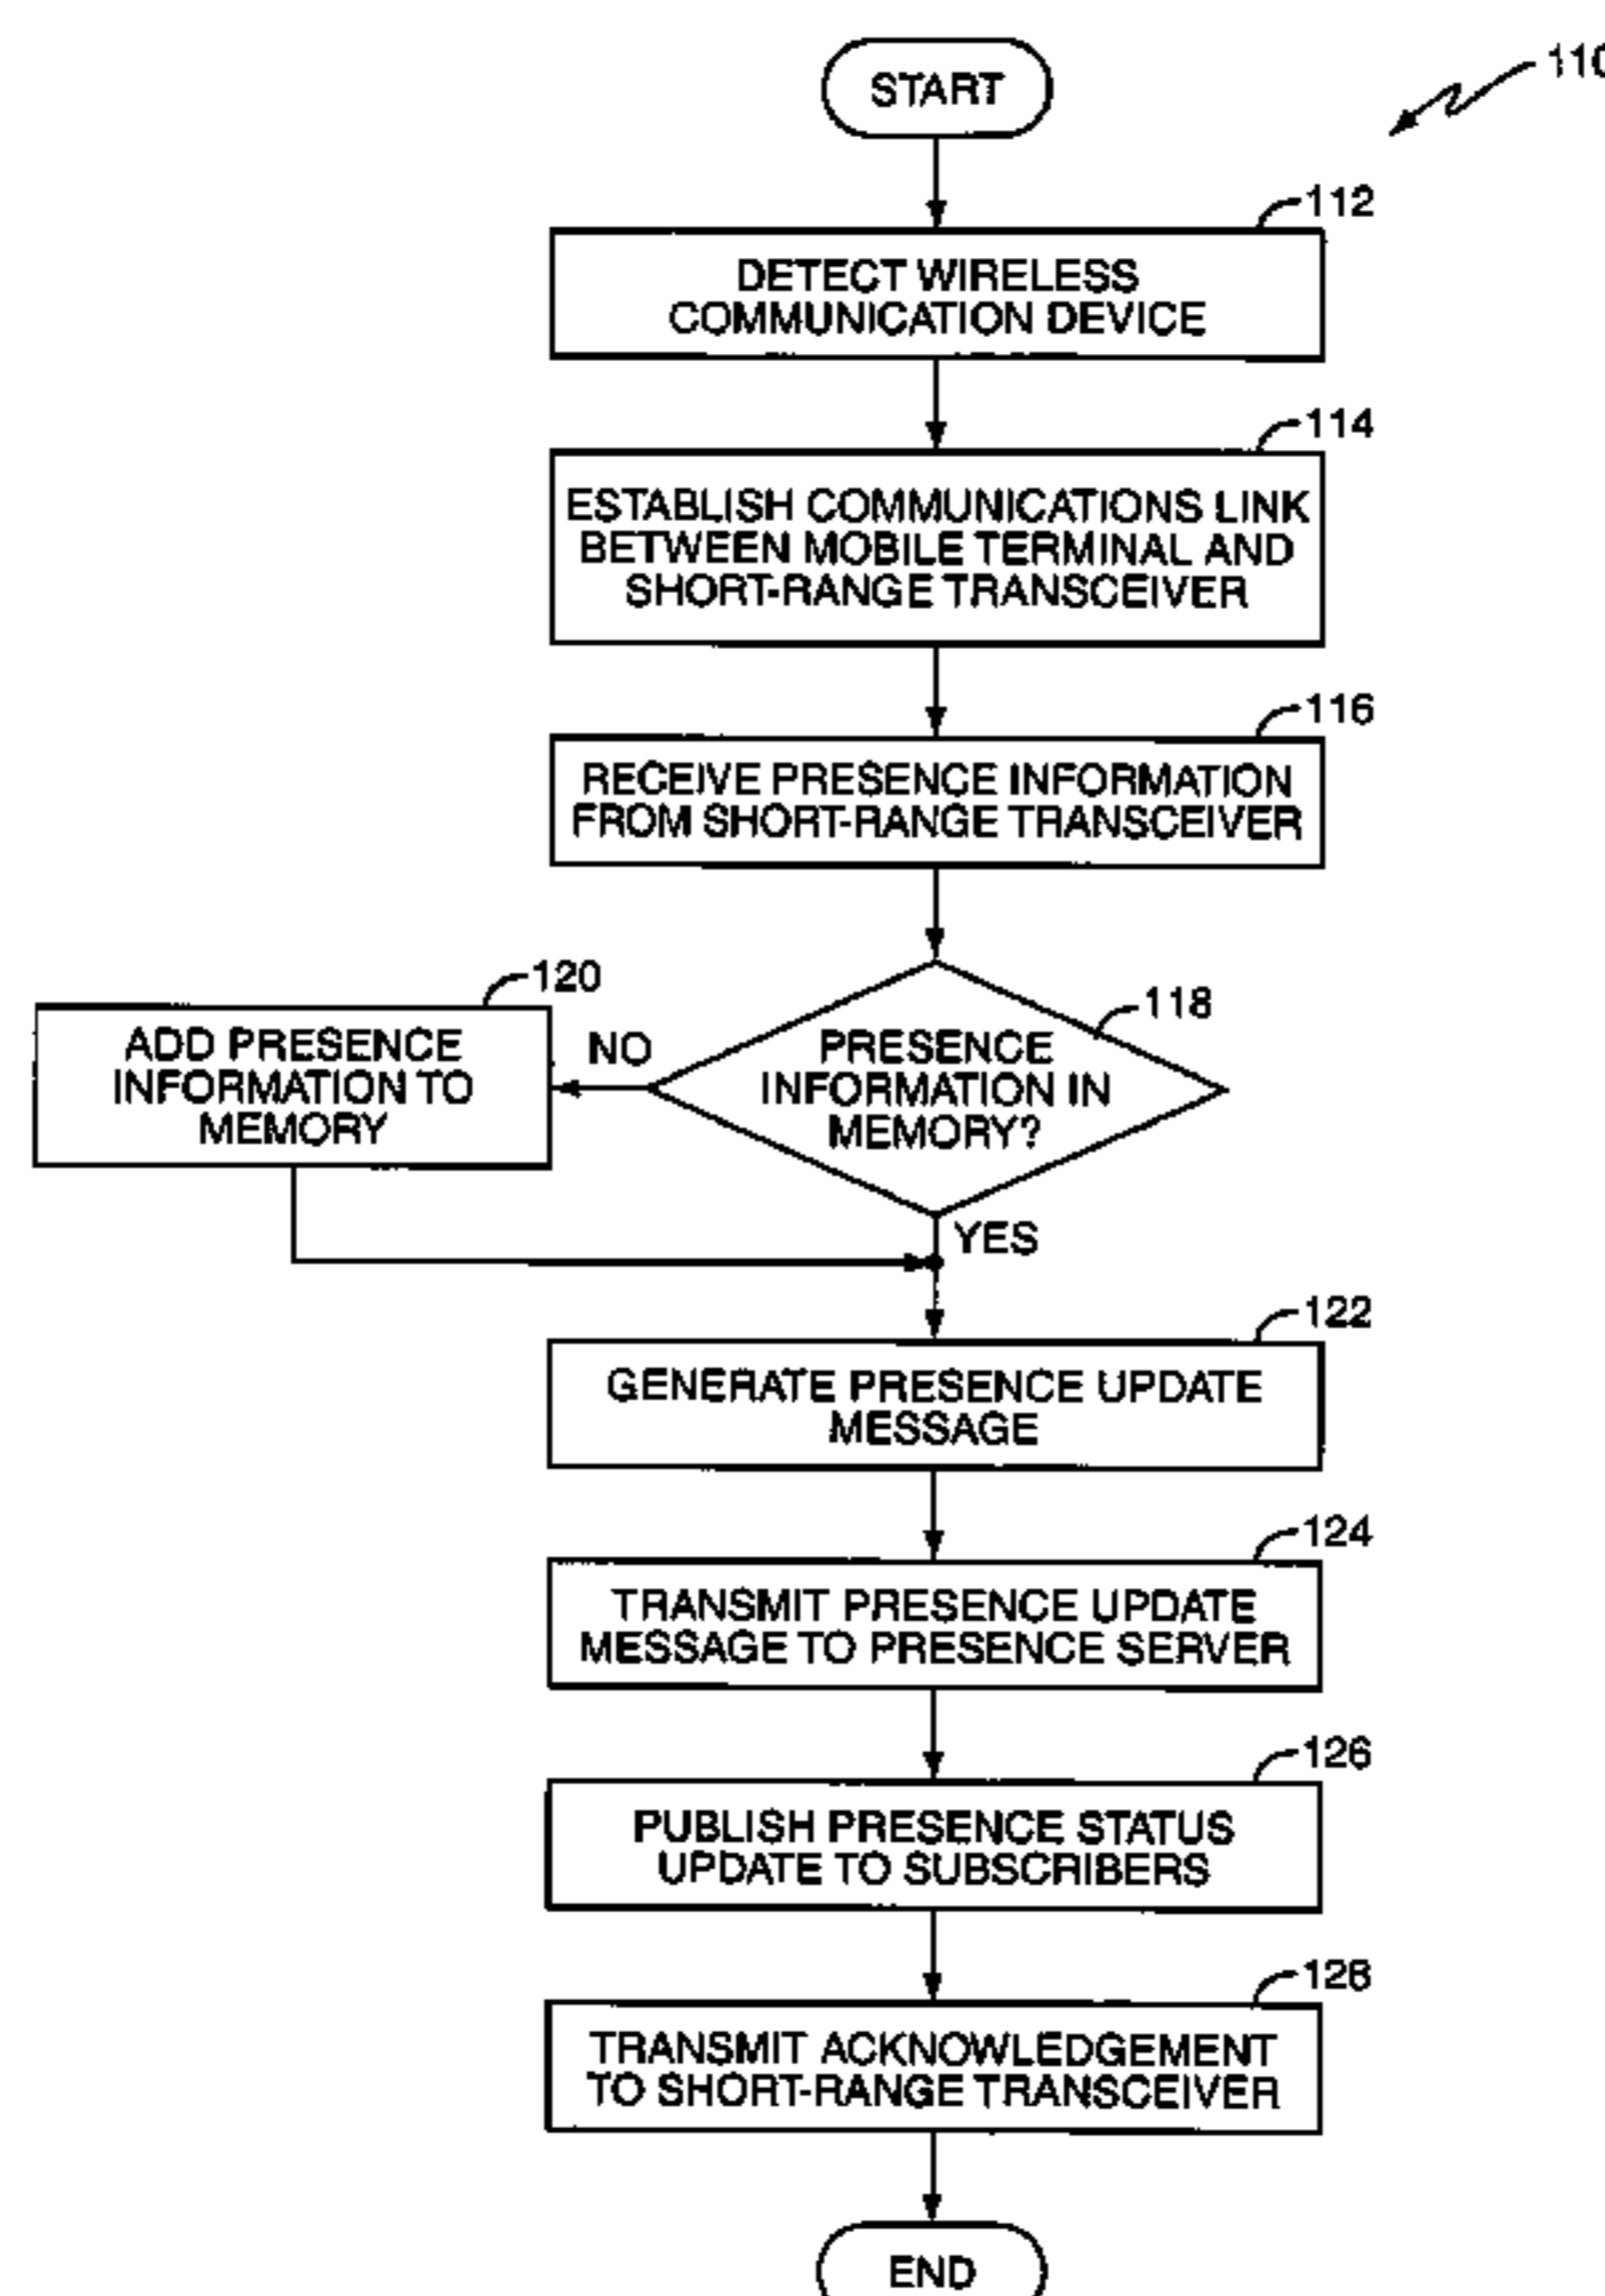 START
110
112
DETECT WIRELESS
COMMUNICATION DEVICE
114
ESTABLISH COMMUNICATIONS LINK
BETWEEN MOBILE TERMINAL AND
SHORT-RANGE TRANSCEIVER
116
RECEIVE PRESENCE INFORMATION
FROM SHORT-RANGE TRANSCEIVER
120
ADD PRESENCE
INFORMATION TO
MEMORY
NO
118
PRESENCE
INFORMATION IN
MEMORY?
YES
122
GENERATE PRESENCE UPDATE
MESSAGE
124
TRANSMIT PRESENCE UPDATE
MESSAGE TO PRESENCE SERVER
126
PUBLISH PRESENCE STATUS
UPDATE TO SUBSCRIBERS
128
TRANSMIT ACKNOWLEDGEMENT
TO SHORT-RANGE TRANSCEIVER
END